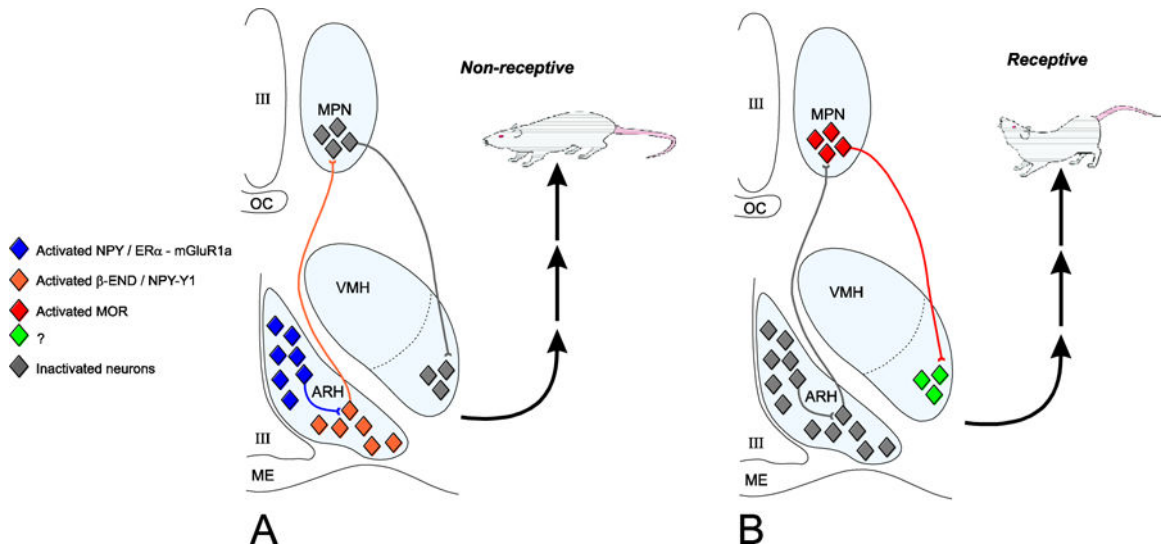 Activated NPY / ERα - mGluR1a
Activated β-END / NPY-Y1
Activated MOR
?
Inactivated neurons
III
MPN
OC
VMH
ARH
III
ME
Non-receptive
A
III
MPN
OC
VMH
ARH
III
ME
Receptive
B